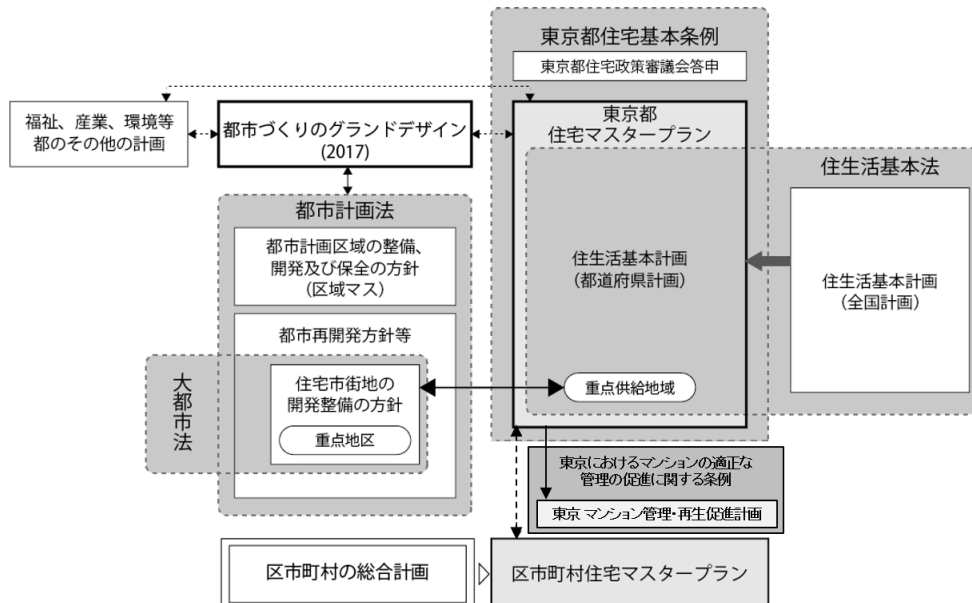 東京都住宅基本条例
東京都住宅政策審議会答申
福祉、産業、環境等
都のその他の計画
都市づくりのグランドデザイン
(2017)
東京都
住宅マスタープラン
住生活基本法
都市計画法
都市計画区域の整備、
開発及び保全の方針
(区域マス)
住生活基本計画
(都道府県計画)
住生活基本計画
(全国計画)
都市再開発方針等
大都市法
住宅市街地の
開発整備の方針
重点地区
重点供給地域
東京におけるマンションの適正な
管理の促進に関する条例
東京 マンション管理・再生促進計画
区市町村の総合計画
区市町村住宅マスタープラン